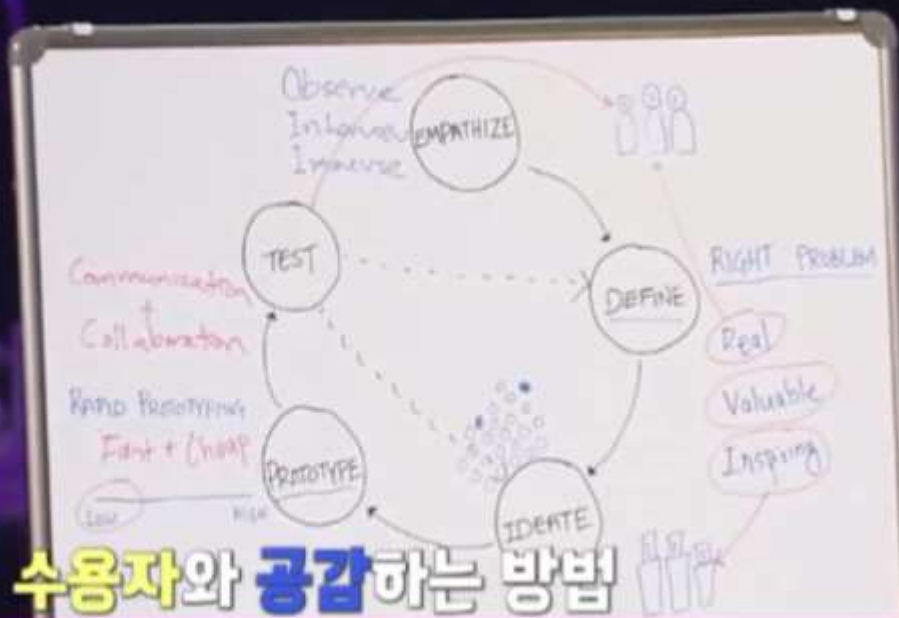 Observe
Interview
Immerse
EMPATHIZE
TEST
DEFINE
RIGHT PROBLEM
Real
Valuable
Inspiring
Communication
+
Collaboration
RAPID PROTOTYPING
Fast + Cheap
LOW HIGH
PROTOTYPE
IDEATE
수용자와 공감하는 방법